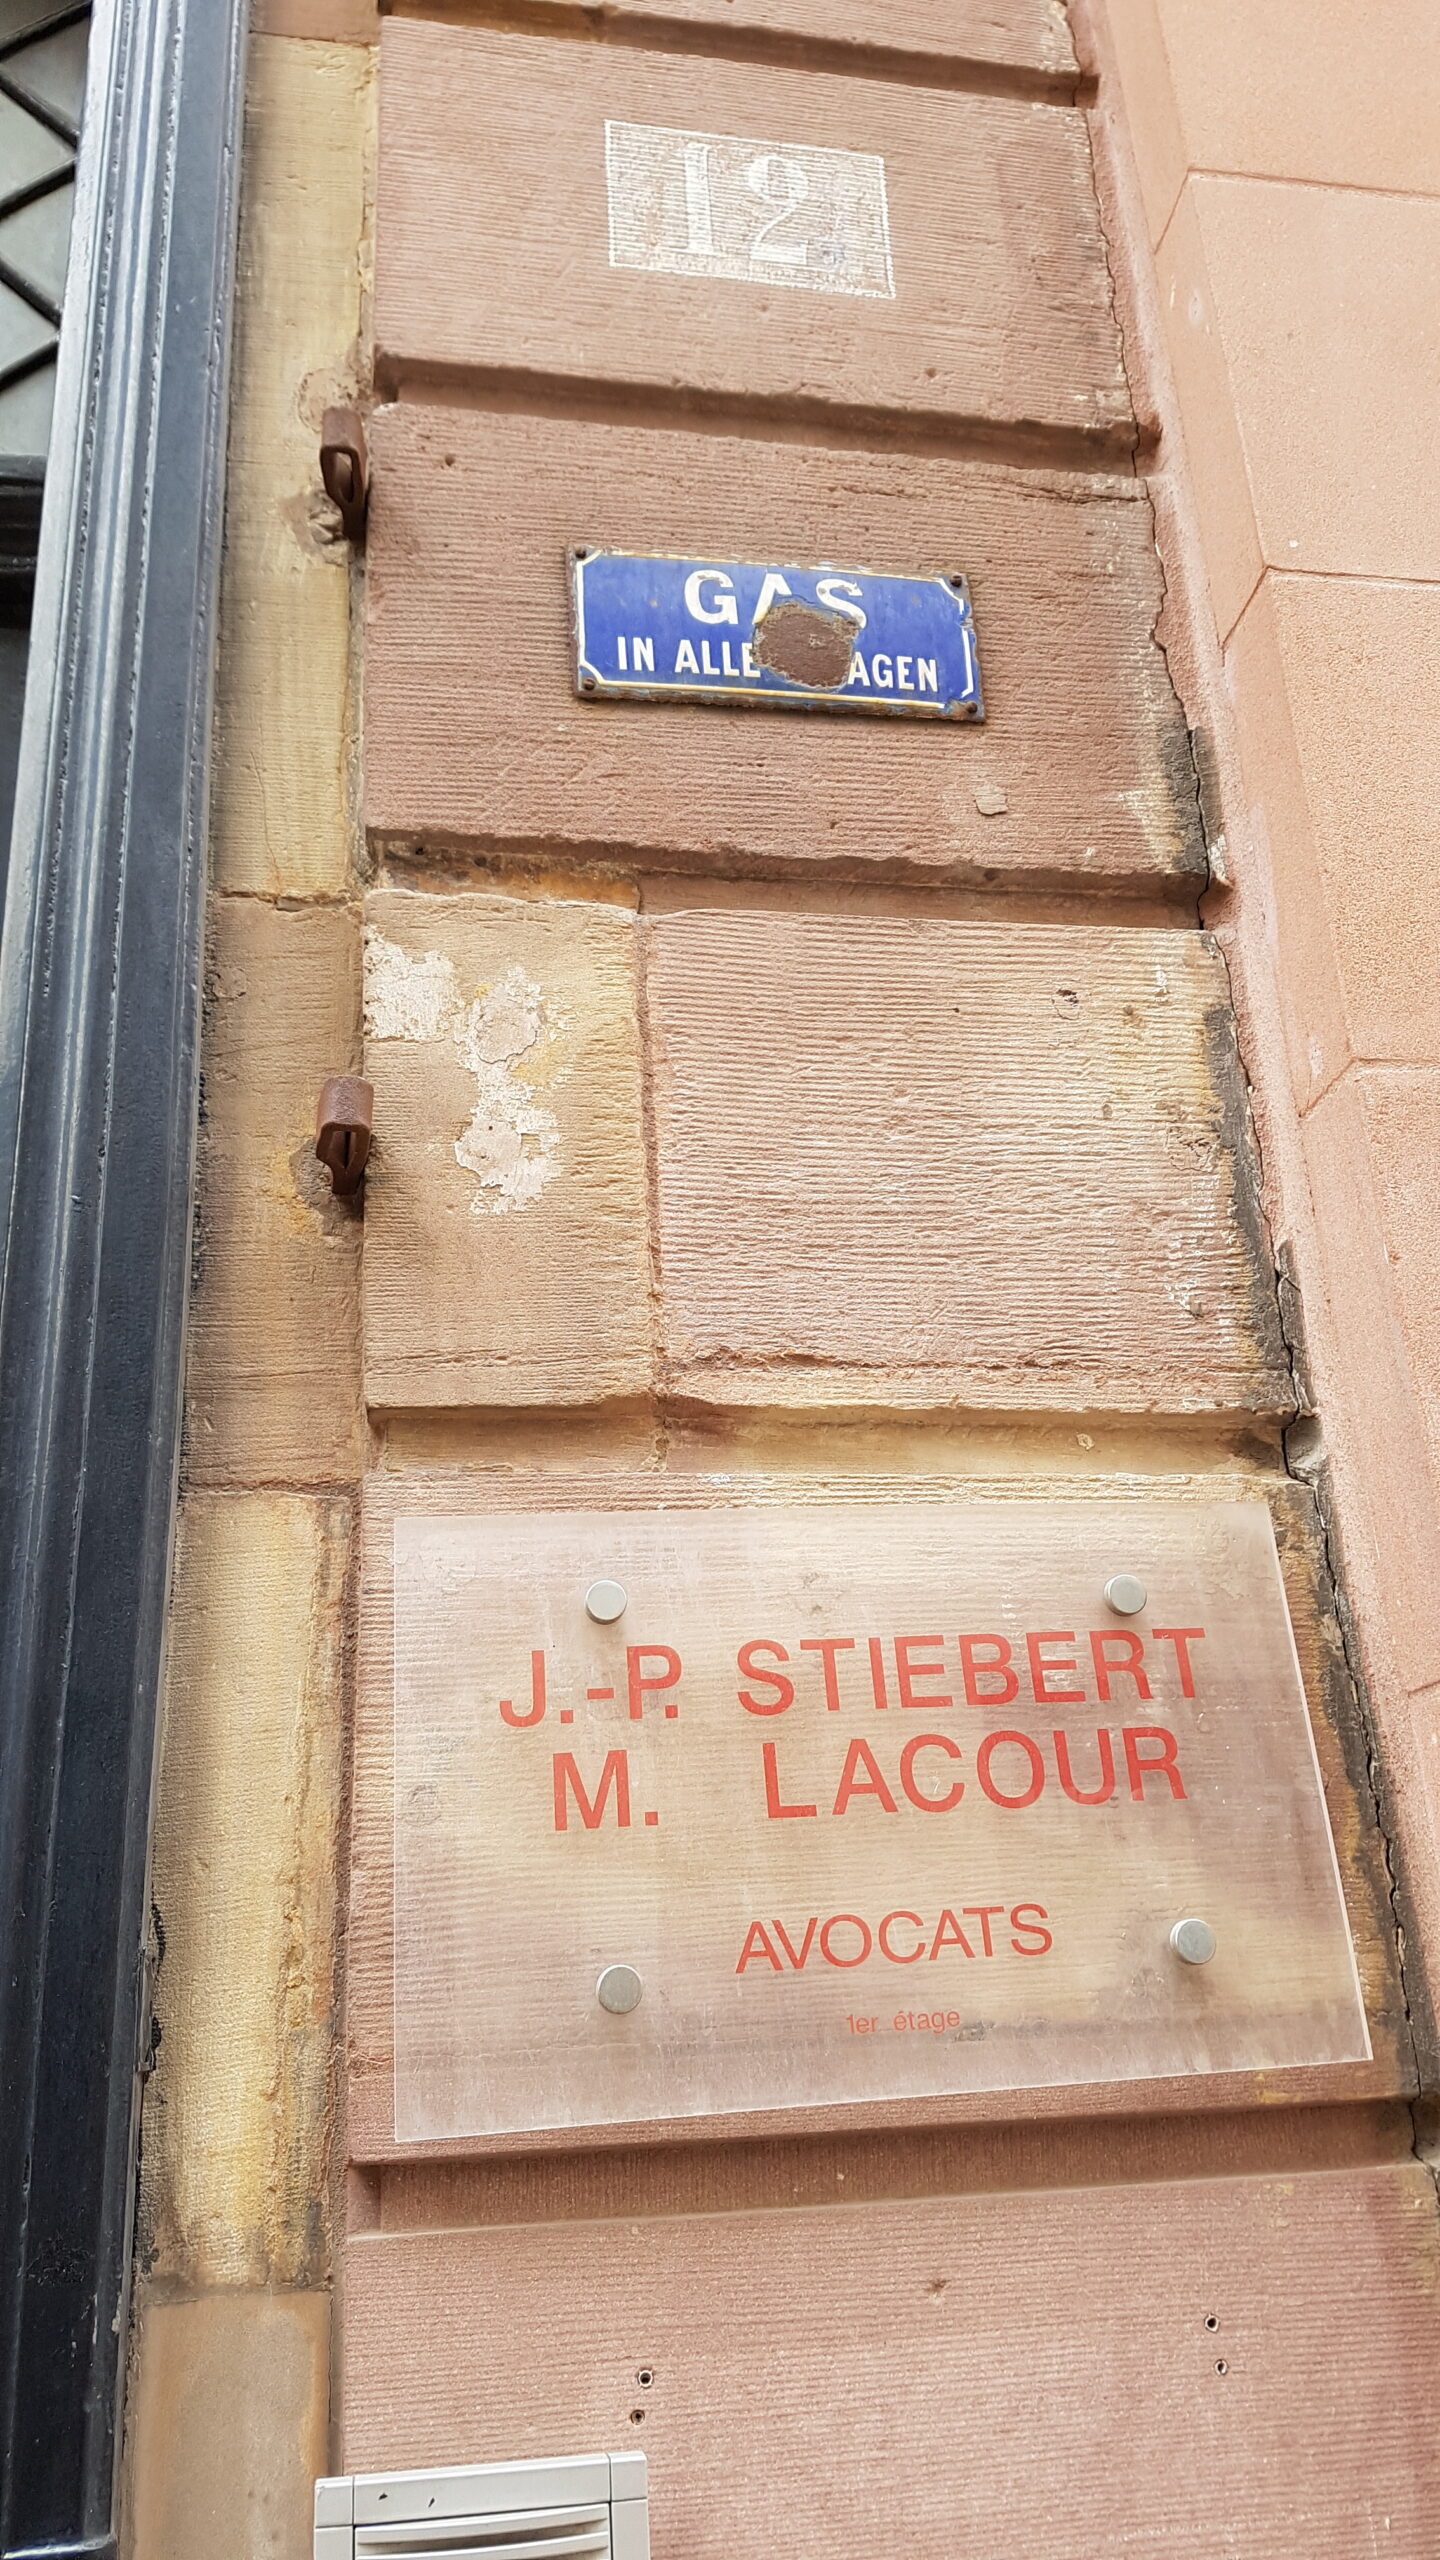 12
GAS
IN ALLE AGEN
J.-P. STIEBERT
M. LACOUR
AVOCATS
1er étage